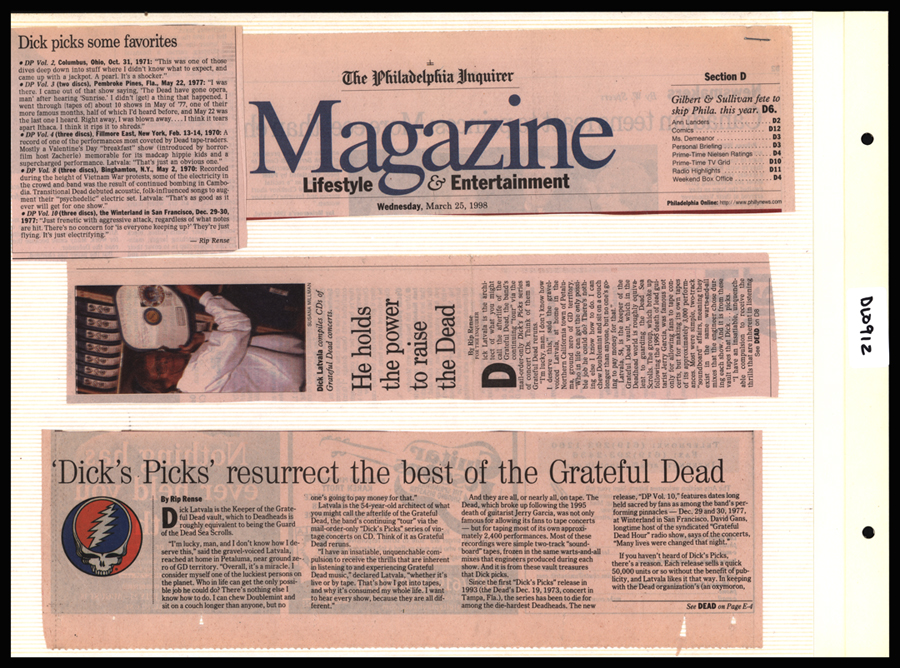 Dick picks some favorites
● DP Vol. 2, Columbus, Ohio, Oct. 31, 1971: "This was one of those
dives deep down into stuff where I didn't know what to expect, and
came up with a jackpot. A pearl. It's a shocker."
● DP Vol. 3 (two discs), Pembroke Pines, Fla., May 22, 1977: "I was
there. I came out of that show saying, 'The Dead have gone opera,
man' after hearing 'Sunrise.' I didn't [get] a thing that happened. I
went through [tapes of] about 10 shows in May of '77, one of their
more famous months, half of which I'd heard before, and May 22 was
the last one I heard. Right away, I was blown away. . . . I think it tears
apart Ithaca. I think it rips it to shreds."
● DP Vol. 4 (three discs), Fillmore East, New York, Feb. 13-14, 1970: A
record of one of the performances most coveted by Dead tape-traders.
Mostly a Valentine's Day "breakfast" show (introduced by horror-
film host Zacherle) memorable for its madcap hippie kids and a
supercharged performance. Latvala: "That's just an obvious one."
● DP Vol. 8 (three discs), Binghamton, N.Y., May 2, 1970: Recorded
during the height of Vietnam War protests, some of the electricity in
the crowd and band was the result of continued bombing in Cambo-
dia. Transitional Dead debuted acoustic, folk-influenced songs to aug-
ment their "psychedelic" electric set. Latvala: "That's as good as it
ever will get for one show."
● DP Vol. 10 (three discs), the Winterland in San Francisco, Dec. 29-30,
1977: "Just frenetic with aggressive attack, regardless of what notes
are hit. There's no concern for 'is everyone keeping up?' They're just
flying. It's just electrifying."
— Rip Rense
The Philadelphia Inquirer
Section D
Magazine
Lifestyle & Entertainment
Wednesday, March 25, 1998
Gilbert & Sullivan fete to
skip Phila. this year. D6.
Ann Landers D2
Comics D12
Ms. Demeanor D3
Personal Briefing D3
Prime-Time Nielsen Ratings D4
Prime-Time TV Grid D10
Radio Highlights D11
Weekend Box Office D4
Philadelphia Online: http://www.phillynews.com
DW912
SUSANA MILLMAN
Dick Latvala compiles CDs of
Grateful Dead concerts.
He holds
the power
to raise
the Dead
By Rip Rense
See DEAD on D8
'Dick's Picks' resurrect the best of the Grateful Dead
By Rip Rense
Dick Latvala is the Keeper of the Grate-
ful Dead vault, which to Deadheads is
roughly equivalent to being the Guard
of the Dead Sea Scrolls.
"I'm lucky, man, and I don't know how I de-
serve this," said the gravel-voiced Latvala,
reached at home in Petaluma, near ground ze-
ro of GD territory. "Overall, it's a miracle. I
consider myself one of the luckiest persons on
the planet. Who in life can get the only possi-
ble job he could do? There's nothing else I
know how to do. I can chew Doublemint and
sit on a couch longer than anyone, but no
one's going to pay money for that."
Latvala is the 54-year-old architect of what
you might call the afterlife of the Grateful
Dead, the band's continuing "tour" via the
mail-order-only "Dick's Picks" series of vin-
tage concerts on CD. Think of it as Grateful
Dead reruns.
"I have an insatiable, unquenchable com-
pulsion to receive the thrills that are inherent
in listening to and experiencing Grateful
Dead music," declared Latvala, "whether it's
live or by tape. That's how I got into tapes,
and why it's consumed my whole life. I want
to hear every show, because they are all dif-
ferent."
And they are all, or nearly all, on tape. The
Dead, which broke up following the 1995
death of guitarist Jerry Garcia, was not only
famous for allowing its fans to tape concerts
— but for taping most of its own approxi-
mately 2,400 performances. Most of these
recordings were simple two-track "sound-
board" tapes, frozen in the same warts-and-all
mixes that engineers produced during each
show. And it is from these vault treasures
that Dick picks.
Since the first "Dick's Picks" release in
1993 (the Dead's Dec. 19, 1973, concert in
Tampa, Fla.), the series has been to die for
among the die-hardest Deadheads. The new
release, "DP Vol. 10," features dates long
held sacred by fans as among the band's per-
forming pinnacles — Dec. 29 and 30, 1977,
at Winterland in San Francisco. David Gans,
longtime host of the syndicated "Grateful
Dead Hour" radio show, says of the concerts,
"Many lives were changed that night."
If you haven't heard of Dick's Picks,
there's a reason. Each release sells a quick
50,000 units or so without the benefit of pub-
licity, and Latvala likes it that way. In keeping
with the Dead organization's (an oxymoron,
See DEAD on Page E-4